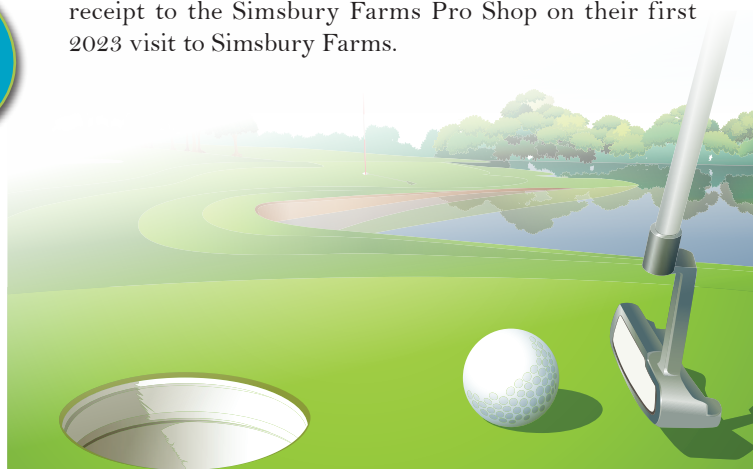 receipt to the Simsbury Farms Pro Shop on their first
2023 visit to Simsbury Farms.